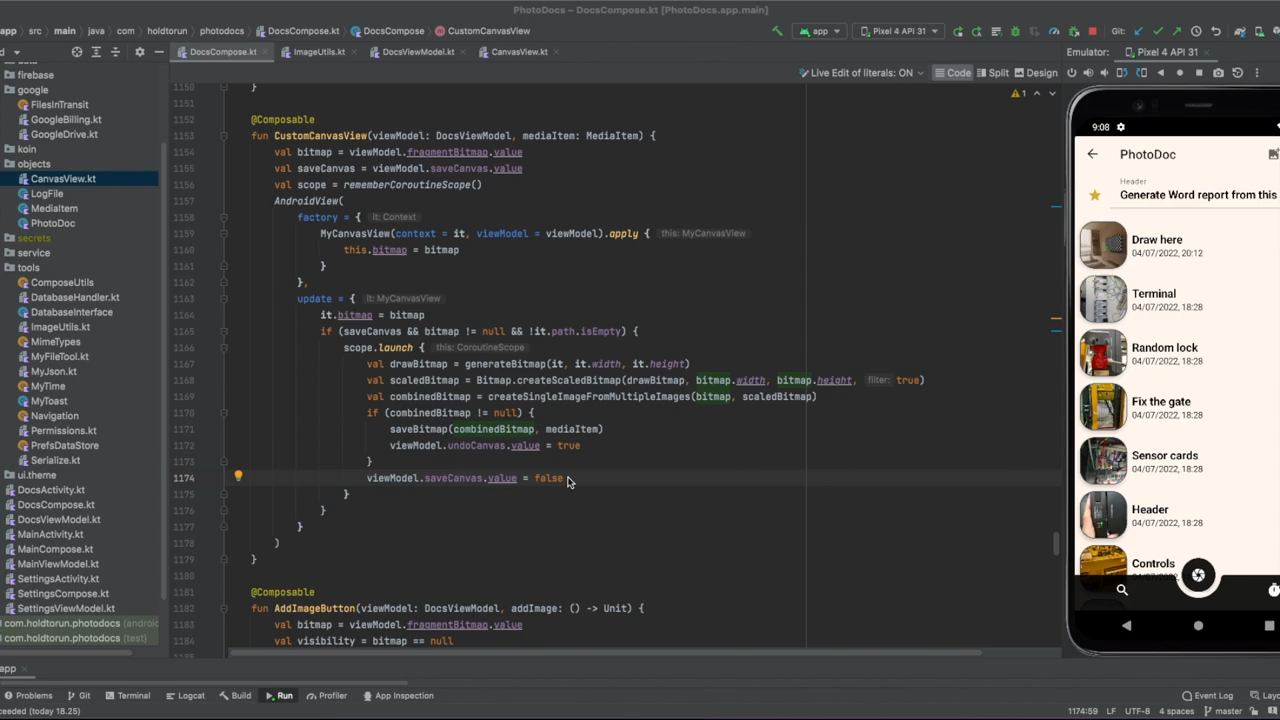 PhotoDocs – DocsCompose.kt [PhotoDocs.app.main]
app src main java com holdtorun photodocs DocsCompose.kt DocsCompose CustomCanvasView app Pixel 4 API 31 Git:
DocsCompose.kt ImageUtils.kt DocsViewModel.kt CanvasView.kt Emulator: Pixel 4 API 31
Live Edit of literals: ON Code Split Design
firebase
google
FilesInTransit
GoogleBilling.kt
GoogleDrive.kt
koin
objects
CanvasView.kt
LogFile
MediaItem
PhotoDoc
secrets
service
tools
ComposeUtils
DatabaseHandler.kt
DatabaseInterface
ImageUtils.kt
MimeTypes
MyFileTool.kt
MyJson.kt
MyTime
MyToast
Navigation
Permissions.kt
PrefsDataStore
Serialize.kt
ui.theme
DocsActivity.kt
DocsCompose.kt
DocsViewModel.kt
MainActivity.kt
MainCompose.kt
MainViewModel.kt
SettingsActivity.kt
SettingsCompose.kt
SettingsViewModel.kt
com.holdtorun.photodocs (android
com.holdtorun.photodocs (test)
1150 }
1151
1152 @Composable
1153 fun CustomCanvasView(viewModel: DocsViewModel, mediaItem: MediaItem) {
1154 val bitmap = viewModel.fragmentBitmap.value
1155 val saveCanvas = viewModel.saveCanvas.value
1156 val scope = rememberCoroutineScope()
1157 AndroidView(
1158 factory = { it: Context
1159 MyCanvasView(context = it, viewModel = viewModel).apply { this: MyCanvasView
1160 this.bitmap = bitmap
1161 }
1162 },
1163 update = { it: MyCanvasView
1164 it.bitmap = bitmap
1165 if (saveCanvas && bitmap != null && !it.path.isEmpty) {
1166 scope.launch { this: CoroutineScope
1167 val drawBitmap = generateBitmap(it, it.width, it.height)
1168 val scaledBitmap = Bitmap.createScaledBitmap(drawBitmap, bitmap.width, bitmap.height, filter: true)
1169 val combinedBitmap = createSingleImageFromMultipleImages(bitmap, scaledBitmap)
1170 if (combinedBitmap != null) {
1171 saveBitmap(combinedBitmap, mediaItem)
1172 viewModel.undoCanvas.value = true
1173 }
1174 viewModel.saveCanvas.value = false
1175 }
1176 }
1177 }
1178 )
1179 }
1180
1181 @Composable
1182 fun AddImageButton(viewModel: DocsViewModel, addImage: () -> Unit) {
1183 val bitmap = viewModel.fragmentBitmap.value
1184 val visibility = bitmap == null
1
9:08
PhotoDoc
Header
Generate Word report from this
Draw here
04/07/2022, 20:12
Terminal
04/07/2022, 18:28
Random lock
04/07/2022, 18:28
Fix the gate
04/07/2022, 18:28
Sensor cards
04/07/2022, 18:28
Header
04/07/2022, 18:28
Controls
app
Problems Git Terminal Logcat Build Run Profiler App Inspection Event Log
ceeded (today 18.25) 1174:59 LF UTF-8 4 spaces master